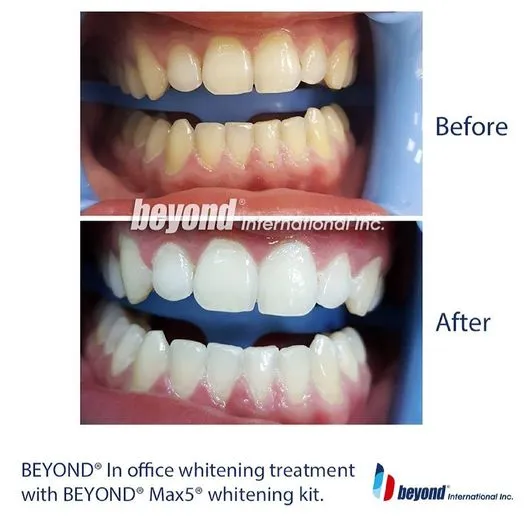 Before
beyond® International Inc.
After
BEYOND® In office whitening treatment
with BEYOND® Max5® whitening kit.
beyond® International Inc.